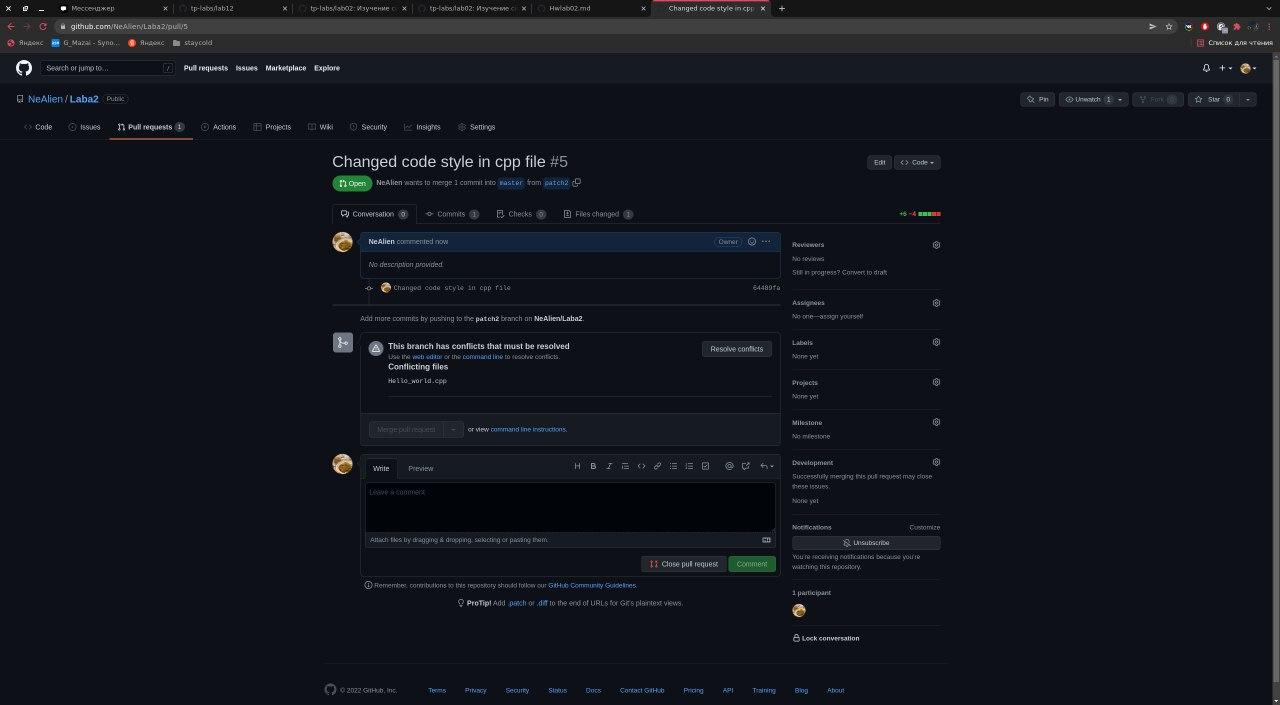 Мессенджер
tp-labs/lab12
tp-labs/lab02: Изучение с
tp-labs/lab02: Изучение с
Hwlab02.md
Changed code style in cpp
github.com/NeAlien/Laba2/pull/5
Яндекс
G_Mazai - Syno...
Яндекс
staycold
Список для чтения
Search or jump to...
/
Pull requests
Issues
Marketplace
Explore
NeAlien / Laba2
Public
Pin
Unwatch 1
Fork 0
Star 0
Code
Issues
Pull requests 1
Actions
Projects
Wiki
Security
Insights
Settings
Changed code style in cpp file #5
Edit
Code
Open
NeAlien wants to merge 1 commit into master from patch2
Conversation 0
Commits 1
Checks 0
Files changed 1
+6 −4
NeAlien commented now
Owner
No description provided.
Changed code style in cpp file
64489fa
Add more commits by pushing to the patch2 branch on NeAlien/Laba2.
This branch has conflicts that must be resolved
Use the web editor or the command line to resolve conflicts.
Resolve conflicts
Conflicting files
Hello_world.cpp
Merge pull request
or view command line instructions.
Write
Preview
Leave a comment
Attach files by dragging & dropping, selecting or pasting them.
Close pull request
Comment
Remember, contributions to this repository should follow our GitHub Community Guidelines.
ProTip! Add .patch or .diff to the end of URLs for Git's plaintext views.
Reviewers
No reviews
Still in progress? Convert to draft
Assignees
No one—assign yourself
Labels
None yet
Projects
None yet
Milestone
No milestone
Development
Successfully merging this pull request may close
these issues.
None yet
Notifications
Customize
Unsubscribe
You're receiving notifications because you're
watching this repository.
1 participant
Lock conversation
© 2022 GitHub, Inc.
Terms
Privacy
Security
Status
Docs
Contact GitHub
Pricing
API
Training
Blog
About